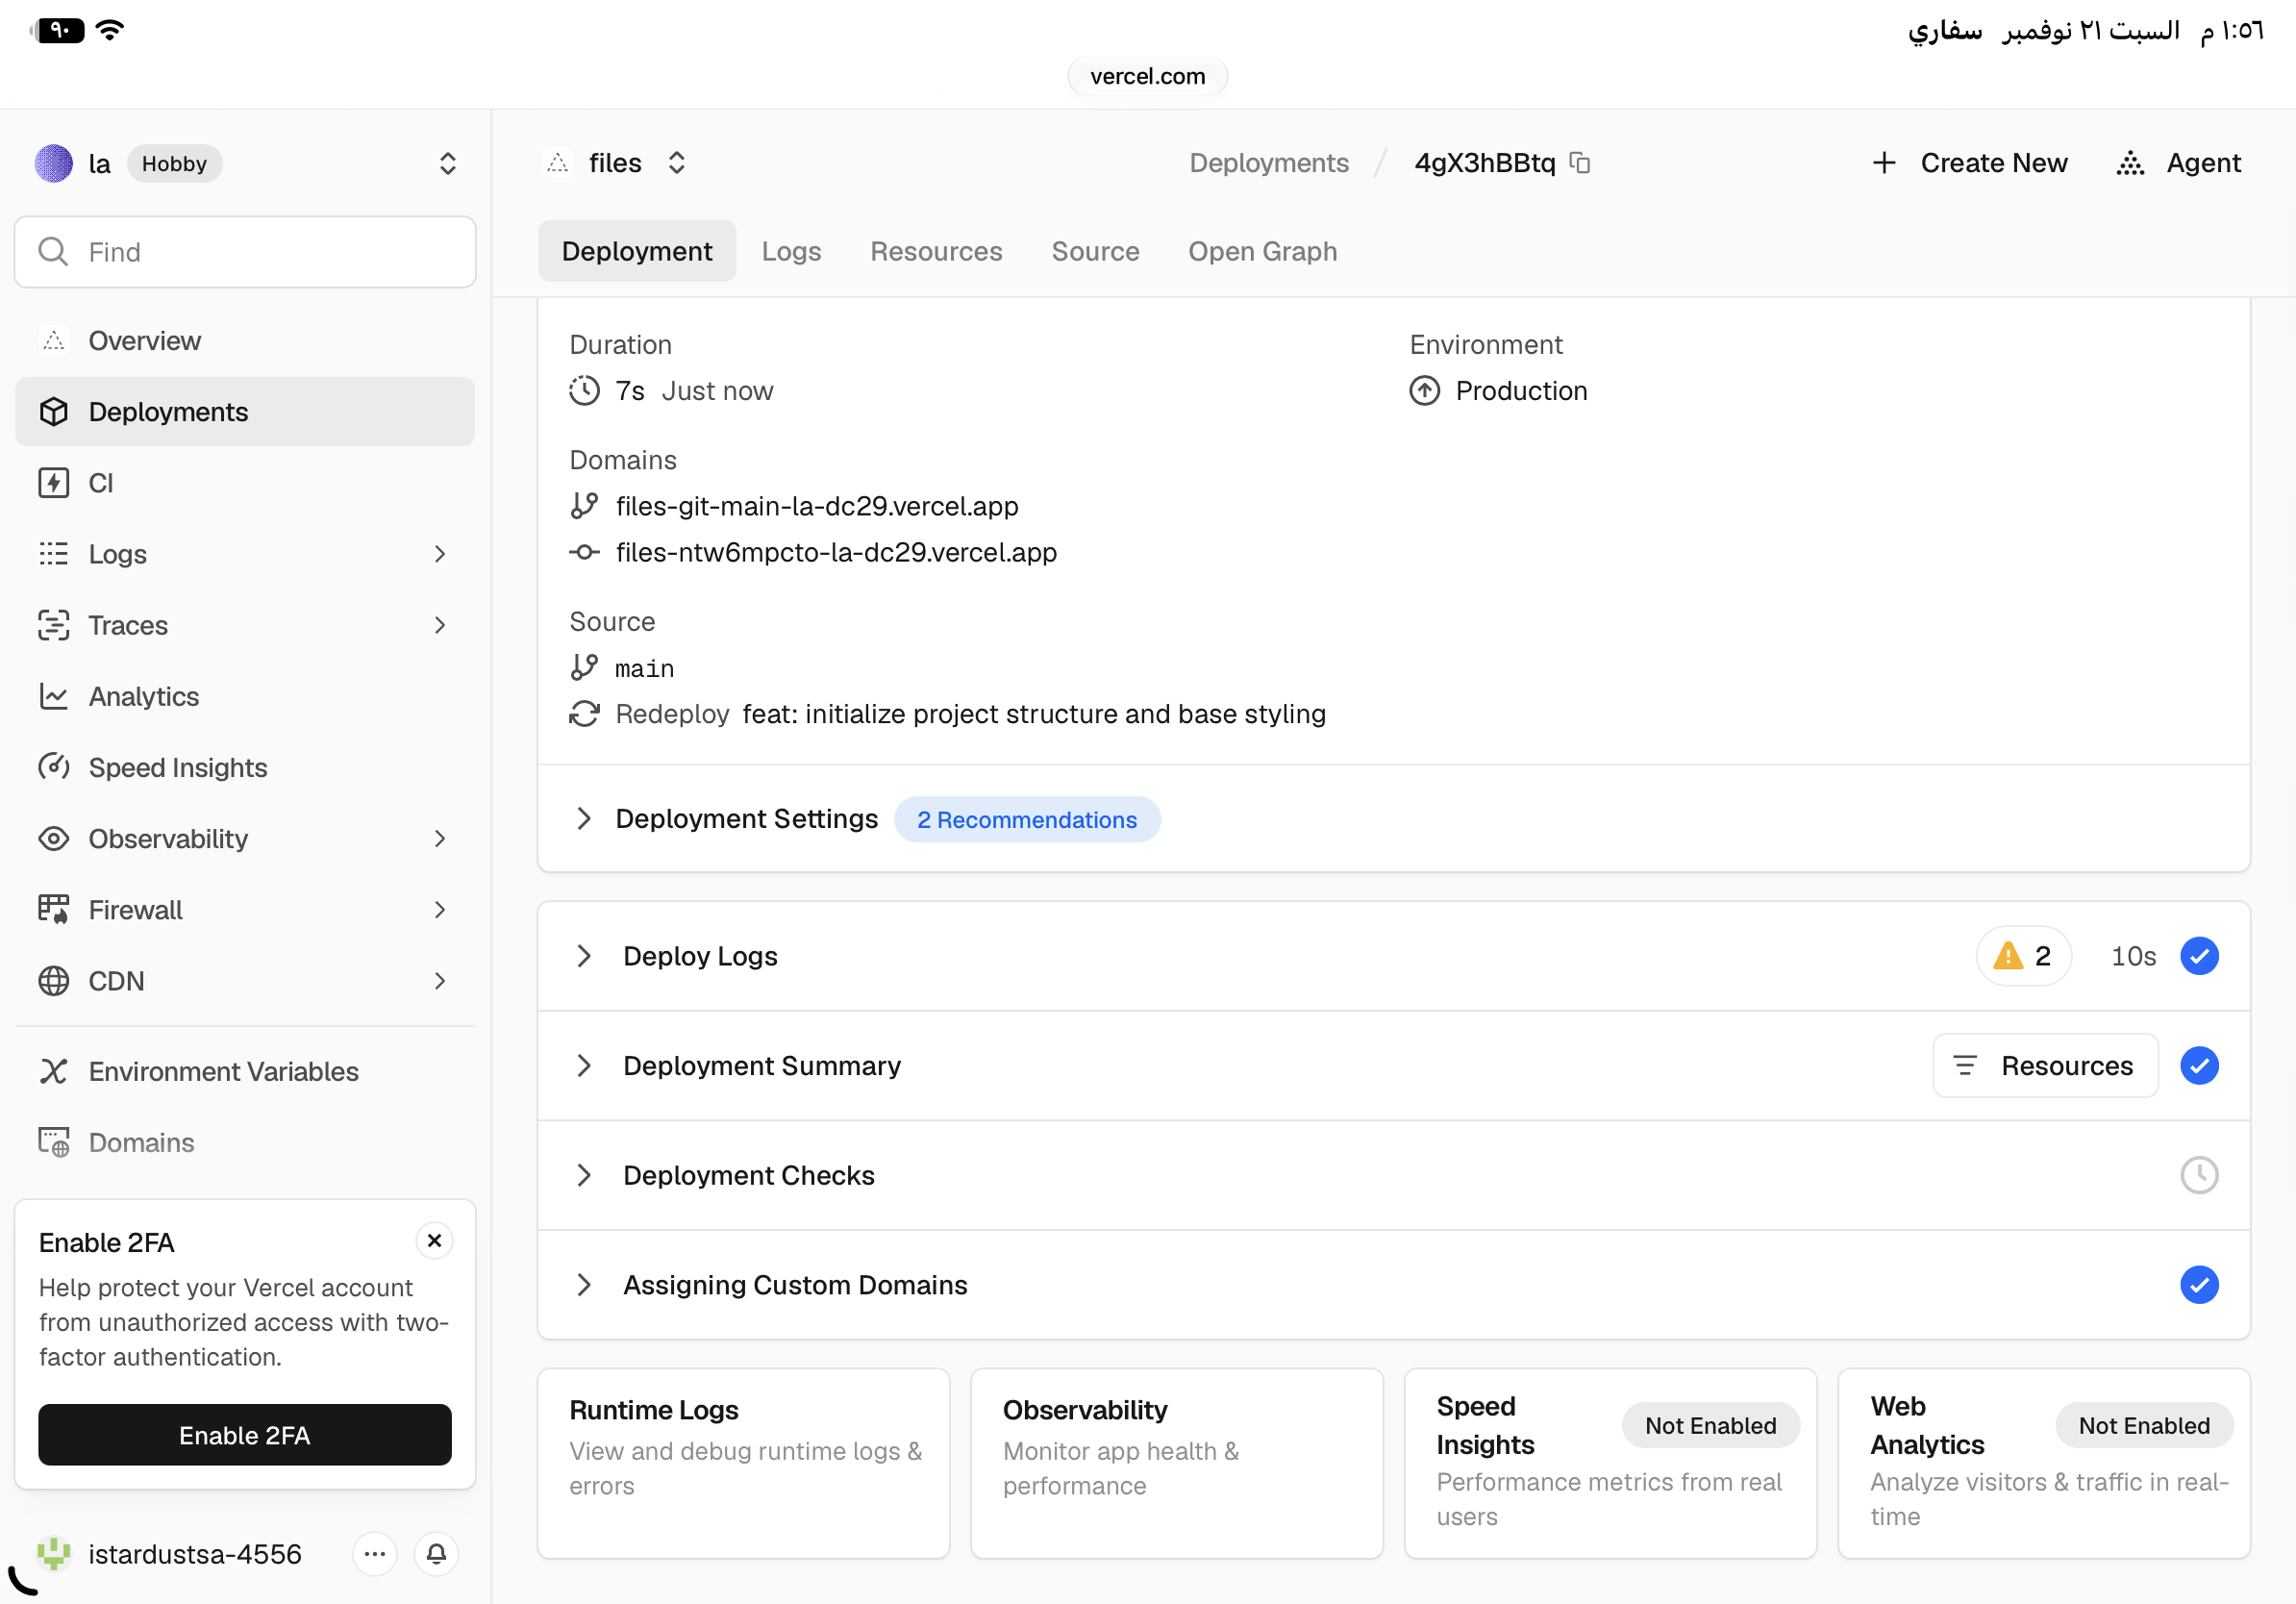 ١:٥٦ م السبت ٢١ نوفمبر سفاري
٩٠
vercel.com
la Hobby
Find
Overview
Deployments
CI
Logs
Traces
Analytics
Speed Insights
Observability
Firewall
CDN
Environment Variables
Domains
Enable 2FA
Help protect your Vercel account
from unauthorized access with two-
factor authentication.
Enable 2FA
istardustsa-4556
files
Deployments / 4gX3hBBtq
Create New
Agent
Deployment Logs Resources Source Open Graph
Duration
7s Just now
Environment
Production
Domains
files-git-main-la-dc29.vercel.app
files-ntw6mpcto-la-dc29.vercel.app
Source
main
Redeploy feat: initialize project structure and base styling
Deployment Settings 2 Recommendations
Deploy Logs 2 10s
Deployment Summary Resources
Deployment Checks
Assigning Custom Domains
Runtime Logs
View and debug runtime logs &
errors
Observability
Monitor app health &
performance
Speed
Insights
Not Enabled
Performance metrics from real
users
Web
Analytics
Not Enabled
Analyze visitors & traffic in real-
time